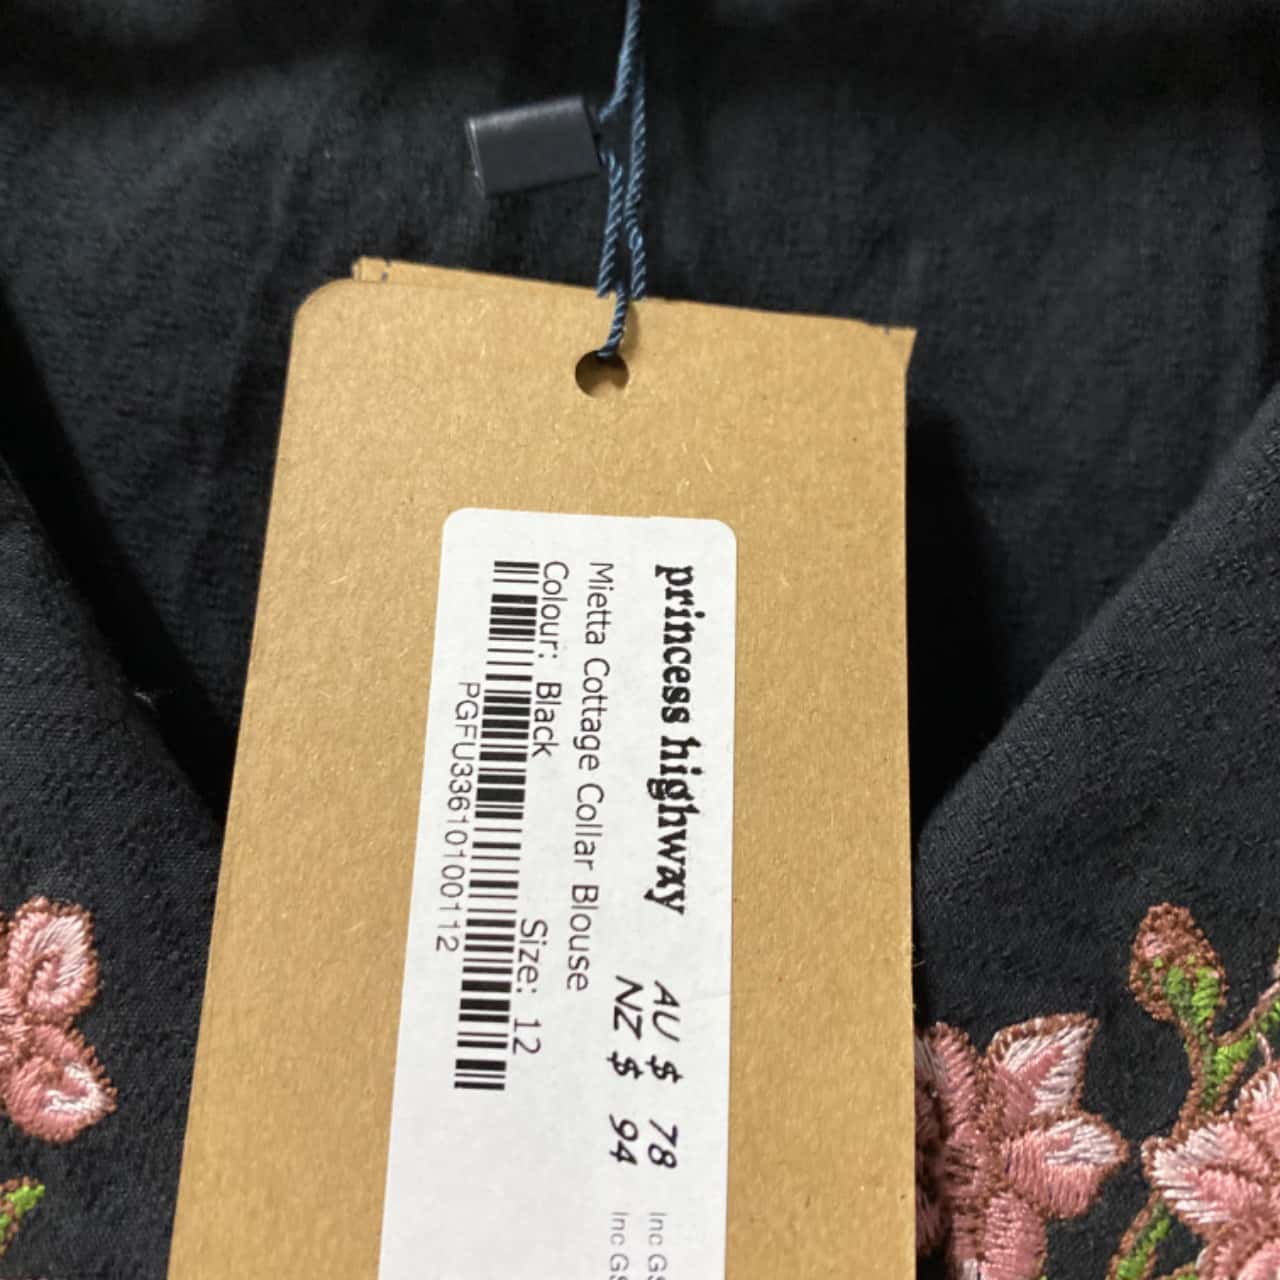 princess highway AU $ 78 Inc GS
NZ $ 94 Inc GS
Mietta Cottage Collar Blouse
Colour: Black Size: 12
PGFU33610100112